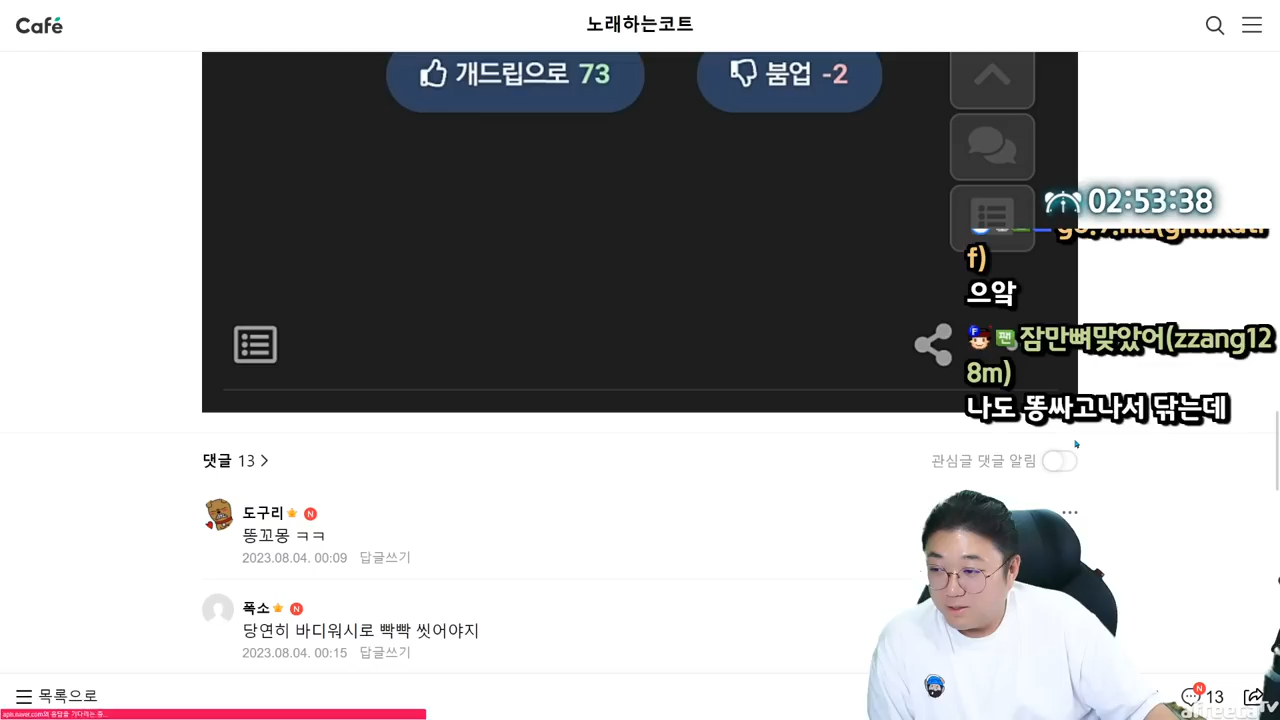 Café
노래하는코트
개드립으로 73
붐업 -2
02:53:38
f)
으악
F
팬
잠만뼈맞았어(zzang12
8m)
나도 똥싸고나서 닦는데
댓글 13
관심글 댓글 알림
도구리
N
똥꼬몽 ㅋㅋ
2023.08.04. 00:09 답글쓰기
폭소
N
당연히 바디워시로 빡빡 씻어야지
2023.08.04. 00:15 답글쓰기
목록으로
N
13
afreecaTV